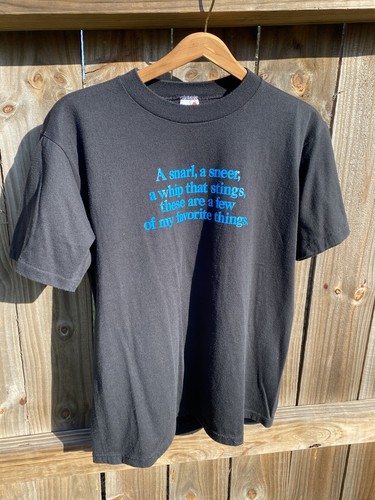 A snarl, a sneer,
a whip that stings,
these are a few
of my favorite things.